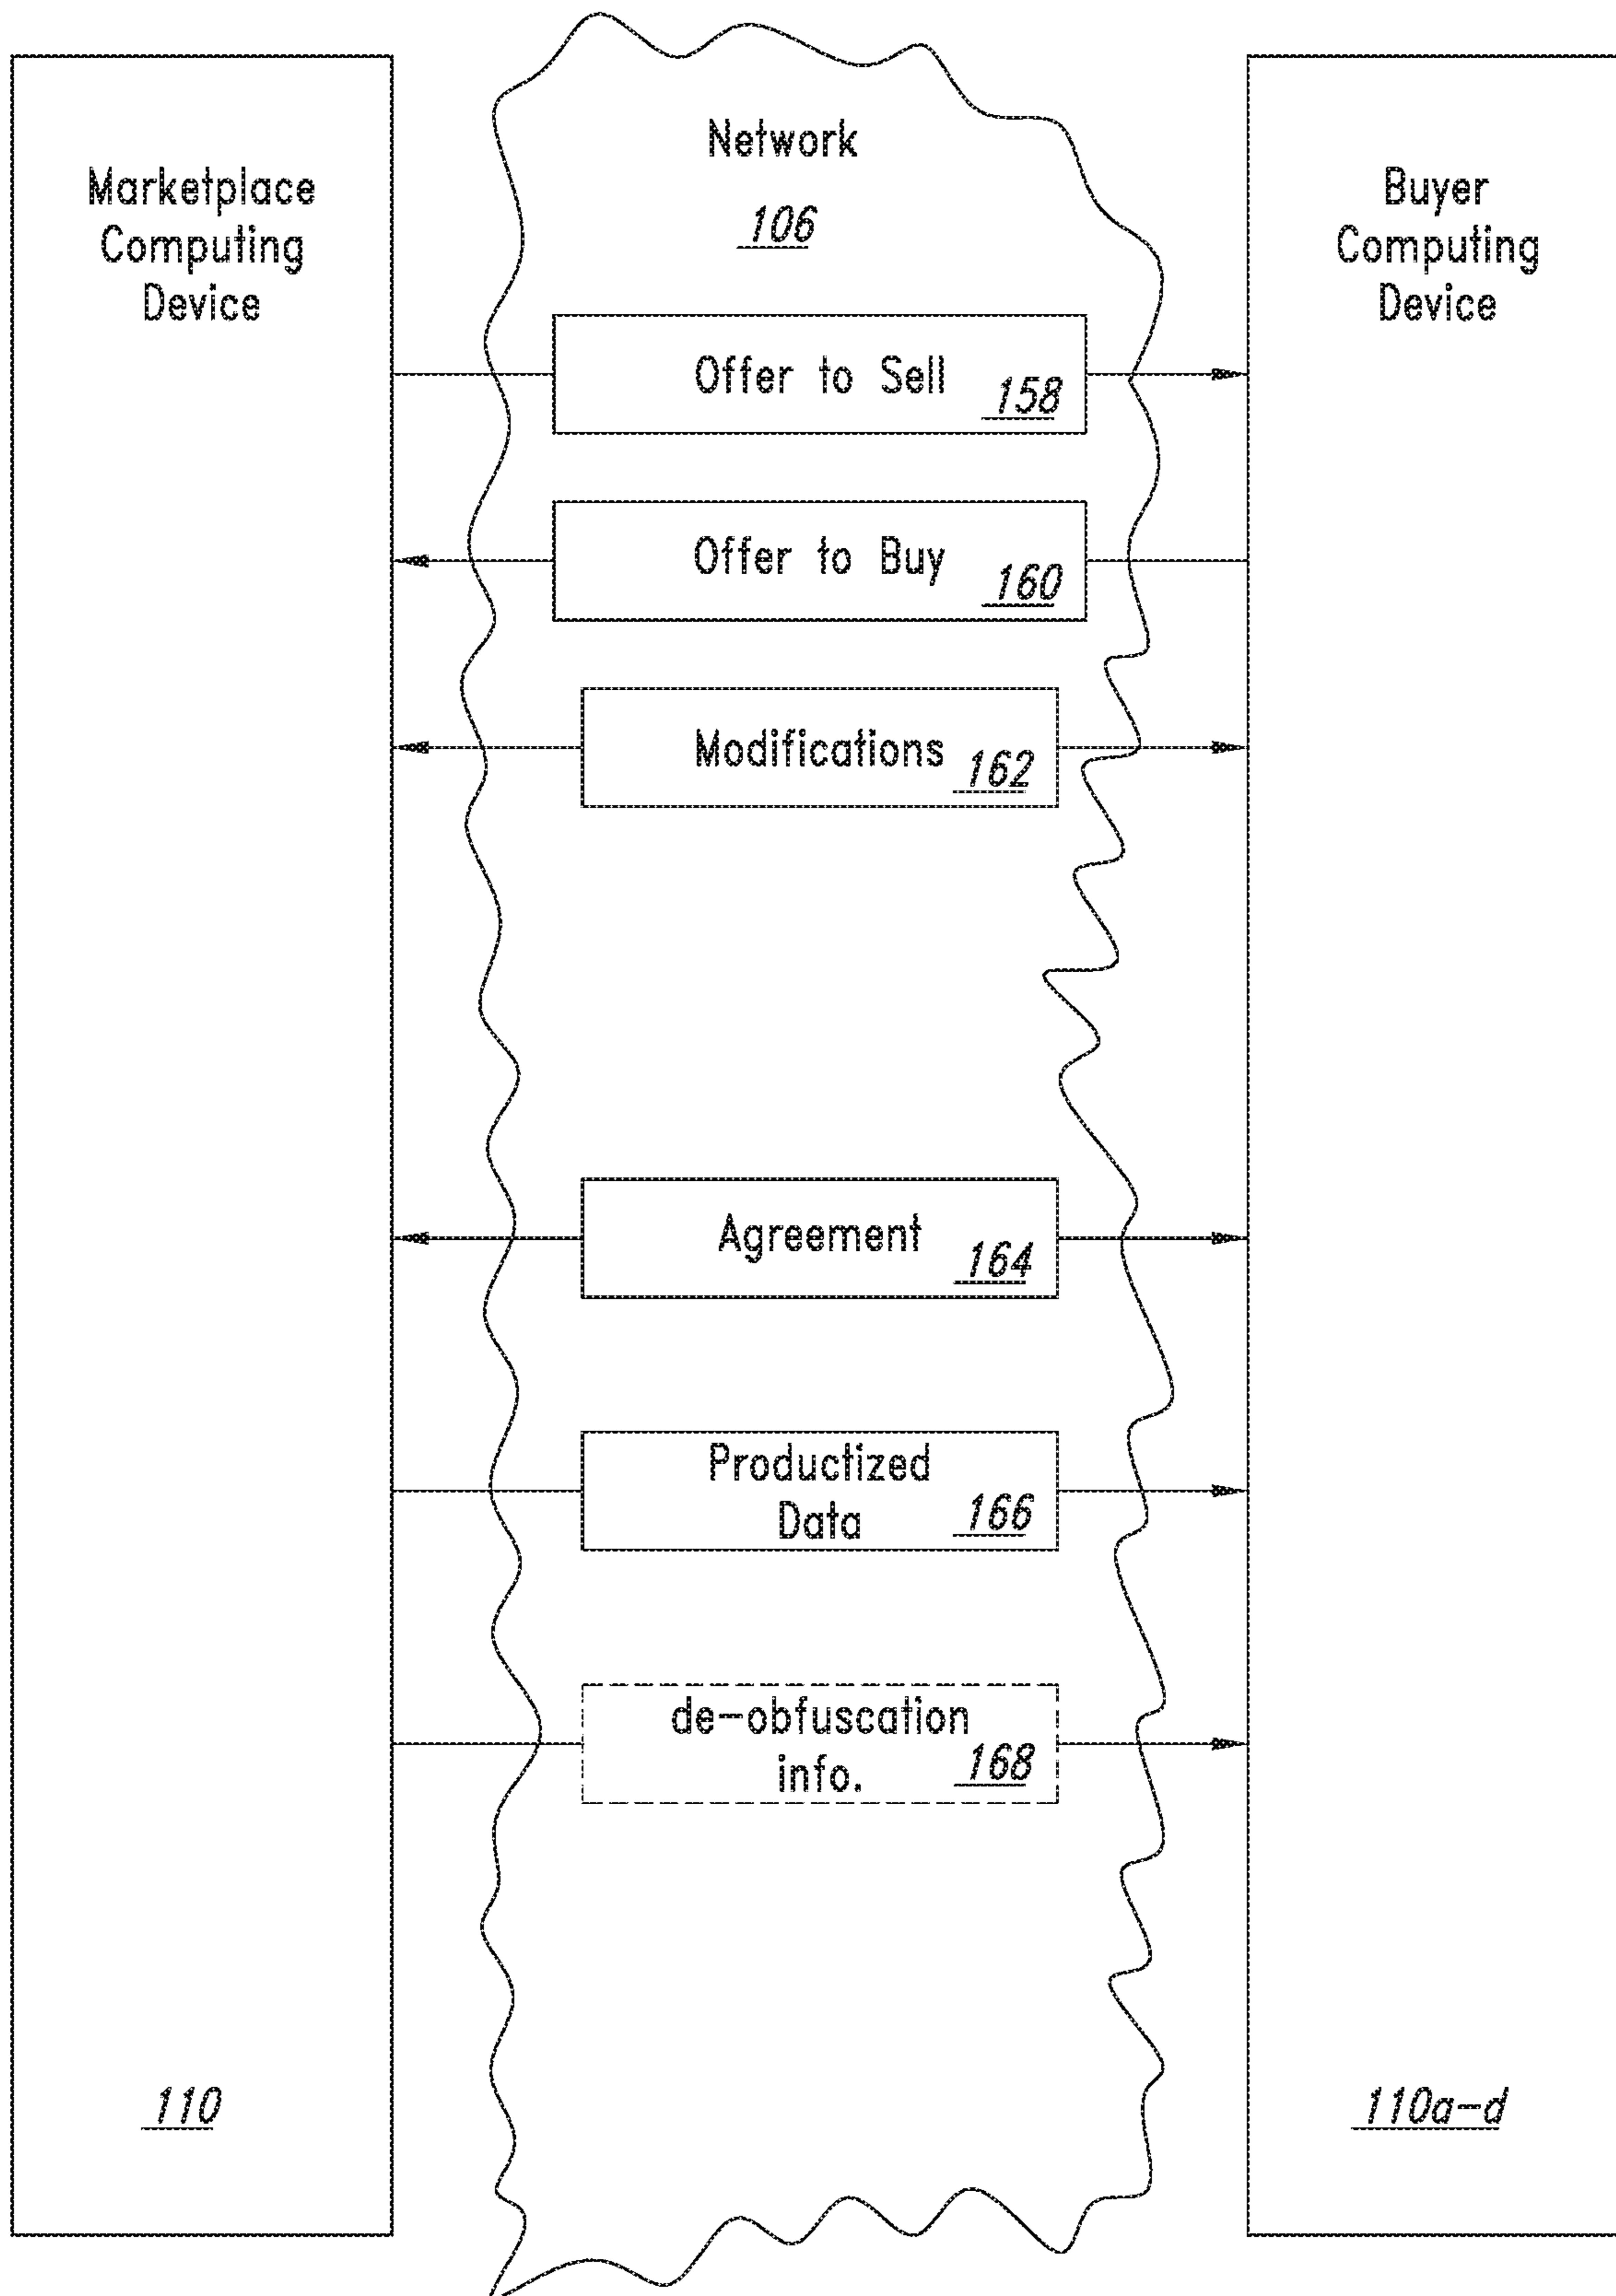 Marketplace
Computing
Device
110
Network
106
Offer to Sell 158
Offer to Buy 160
Modifications 162
Agreement 164
Productized
Data 166
de-obfuscation
info. 168
Buyer
Computing
Device
110a-d